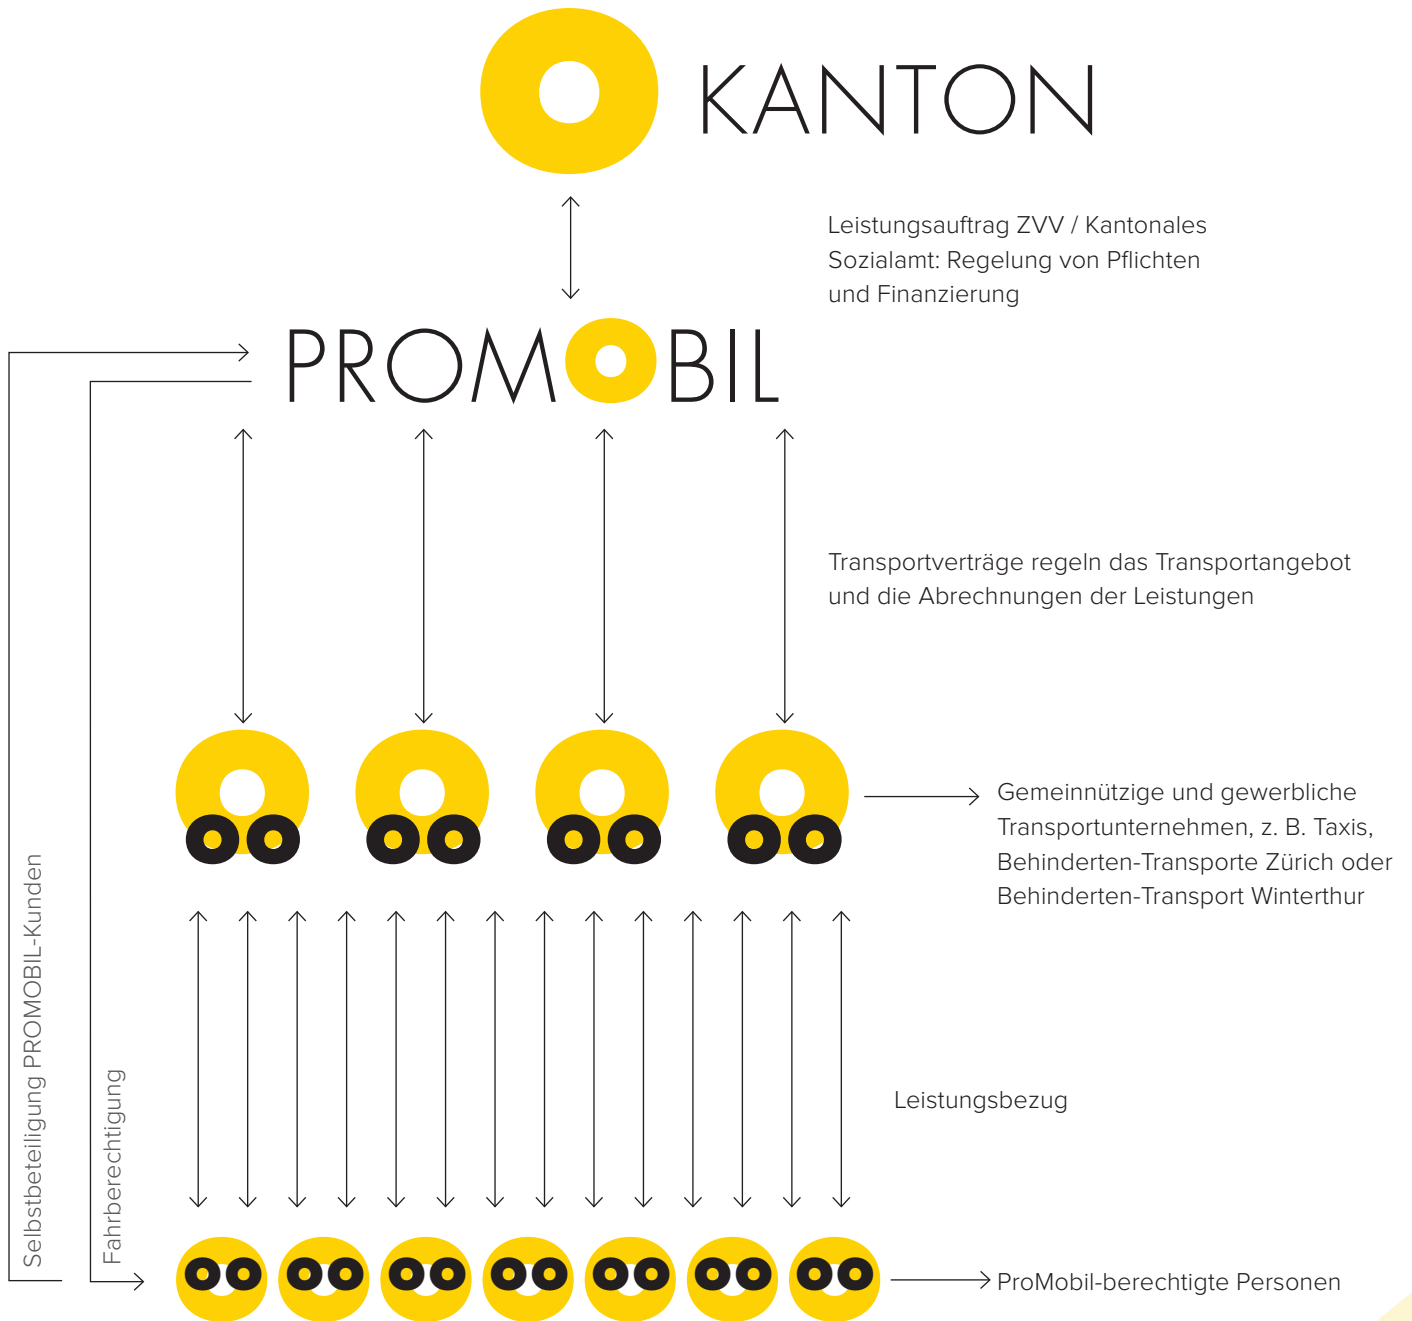 KANTON
Leistungsauftrag ZVV / Kantonales
Sozialamt: Regelung von Pflichten
und Finanzierung
PROMOBIL
Transportverträge regeln das Transportangebot
und die Abrechnungen der Leistungen
Gemeinnützige und gewerbliche
Transportunternehmen, z. B. Taxis,
Behinderten-Transporte Zürich oder
Behinderten-Transport Winterthur
Selbstbeteiligung PROMOBIL-Kunden
Fahrberechtigung
Leistungsbezug
ProMobil-berechtigte Personen